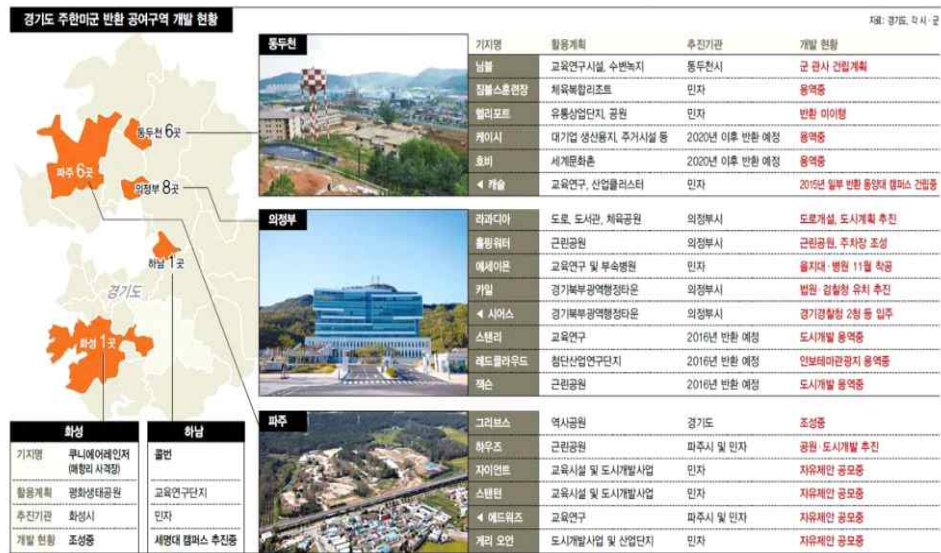 경기도 주한미군 반환 공여구역 개발 현황
자료: 경기도, 각 시·군
동두천 6곳
파주 6곳
의정부 8곳
하남 1곳
경기도
화성 1곳
동두천
기지명 활용계획 추진기관 개발 현황
님블 교육연구시설, 수변녹지 동두천시 군 관사 건립계획
짐볼스훈련장 체육복합리조트 민자 용역중
헬리포트 유통상업단지, 공원 민자 반환 미이행
케이시 대기업 생산용지, 주거시설 등 2020년 이후 반환 예정 용역중
호비 세계문화촌 2020년 이후 반환 예정 용역중
◀ 캐슬 교육연구, 산업클러스터 민자 2015년 일부 반환 동양대 캠퍼스 건립중
의정부
라과디아 도로, 도서관, 체육공원 의정부시 도로개설, 도시계획 추진
홀링워터 근린공원 의정부시 근린공원, 주차장 조성
에세이욘 교육연구 및 부속병원 민자 을지대·병원 11월 착공
카일 경기북부광역행정타운 의정부시 법원·검찰청 유치 추진
◀ 시어스 경기북부광역행정타운 의정부시 경기경찰청 2청 등 입주
스탠리 교육연구 2016년 반환 예정 도시개발 용역중
레드클라우드 첨단산업연구단지 2016년 반환 예정 안보테마관광지 용역중
잭슨 근린공원 2016년 반환 예정 도시개발 용역중
파주
그리브스 역사공원 경기도 조성중
하우즈 근린공원 파주시 및 민자 공원·도시개발 추진
자이언트 교육시설 및 도시개발사업 민자 자유제안 공모중
스탠턴 교육시설 및 도시개발사업 민자 자유제안 공모중
◀ 에드워즈 교육연구 파주시 및 민자 자유제안 공모중
게리 오언 도시개발사업 및 산업단지 민자 자유제안 공모중
화성 하남
기지명 쿠니에어레인저 콜번
(매향리 사격장)
활용계획 평화생태공원 교육연구단지
추진기관 화성시 민자
개발 현황 조성중 세명대 캠퍼스 추진중